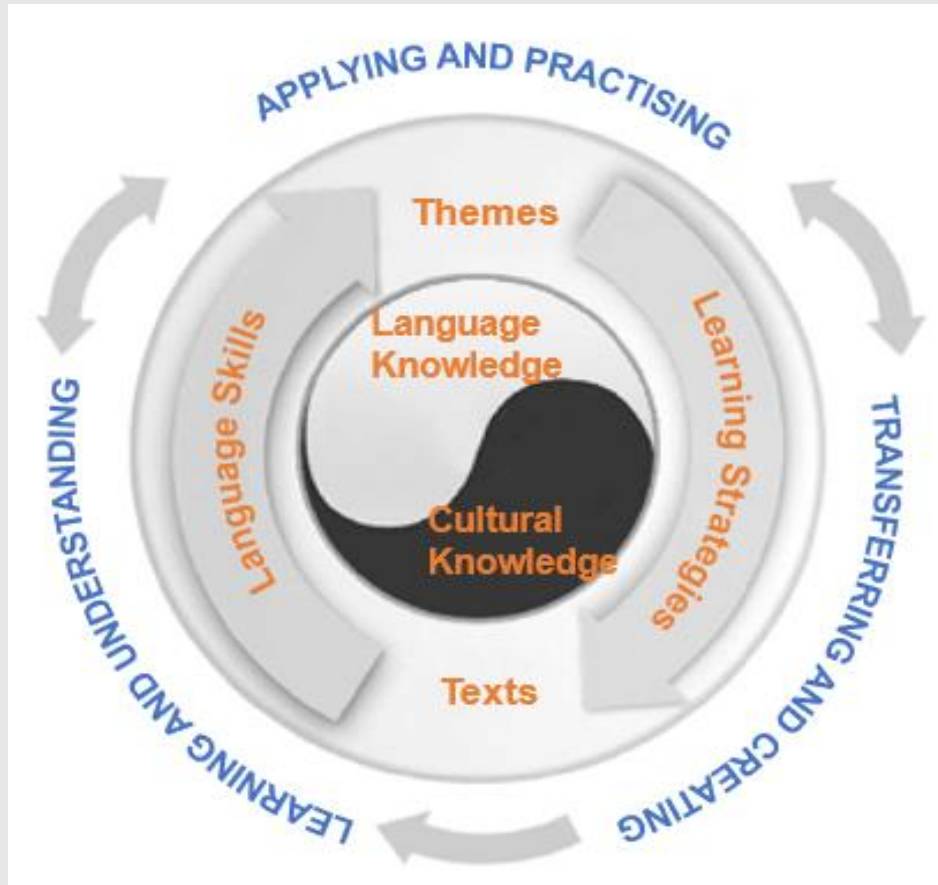 APPLYING AND PRACTISING
Themes
Language
Knowledge
Language Skills
Learning Strategies
Cultural
Knowledge
Texts
LEARNING AND UNDERSTANDING
TRANSFERRING AND CREATING